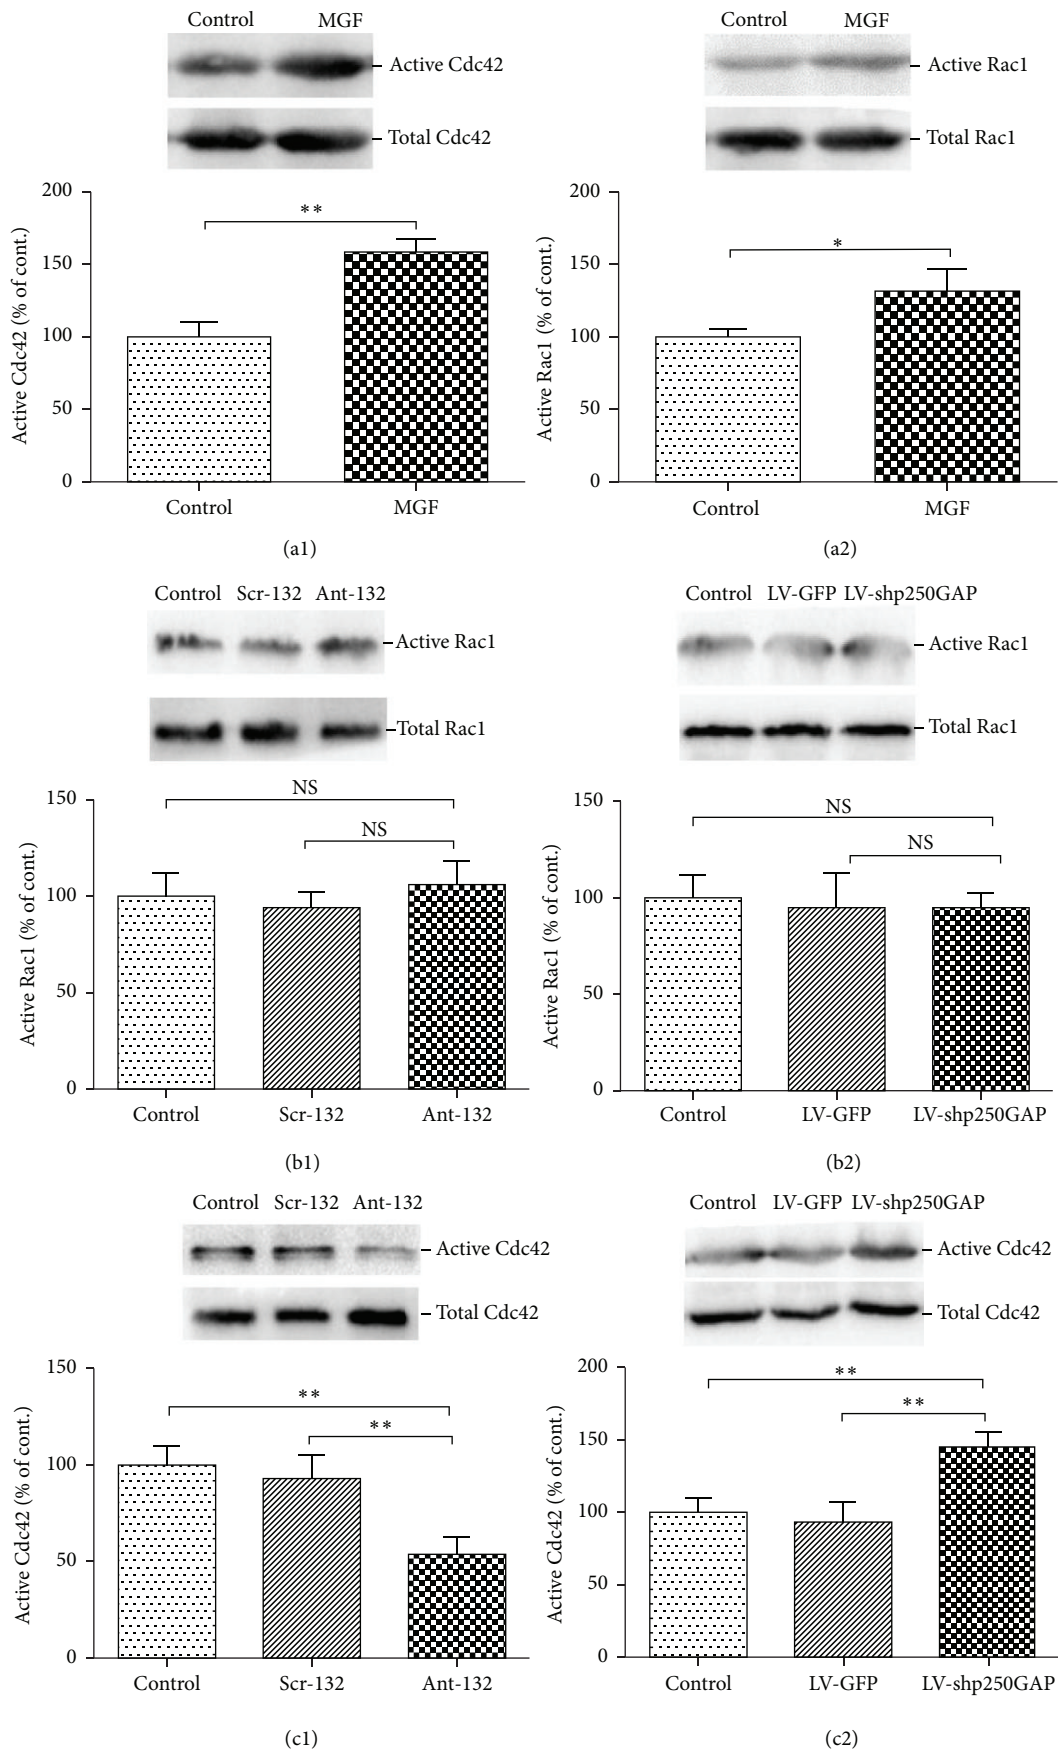 Control MGF
Active Cdc42
Total Cdc42
200
150
100
50
0
Active Cdc42 (% of cont.)
**
Control MGF
(a1)
Control MGF
Active Rac1
Total Rac1
200
150
100
50
0
Active Rac1 (% of cont.)
*
Control MGF
(a2)
Control Scr-132 Ant-132
Active Rac1
Total Rac1
150
100
50
0
Active Rac1 (% of cont.)
NS
NS
Control Scr-132 Ant-132
(b1)
Control LV-GFP LV-shp250GAP
Active Rac1
Total Rac1
150
100
50
0
Active Rac1 (% of cont.)
NS
NS
Control LV-GFP LV-shp250GAP
(b2)
Control Scr-132 Ant-132
Active Cdc42
Total Cdc42
150
100
50
0
Active Cdc42 (% of cont.)
**
**
Control Scr-132 Ant-132
(c1)
Control LV-GFP LV-shp250GAP
Active Cdc42
Total Cdc42
200
150
100
50
0
Active Cdc42 (% of cont.)
**
**
Control LV-GFP LV-shp250GAP
(c2)